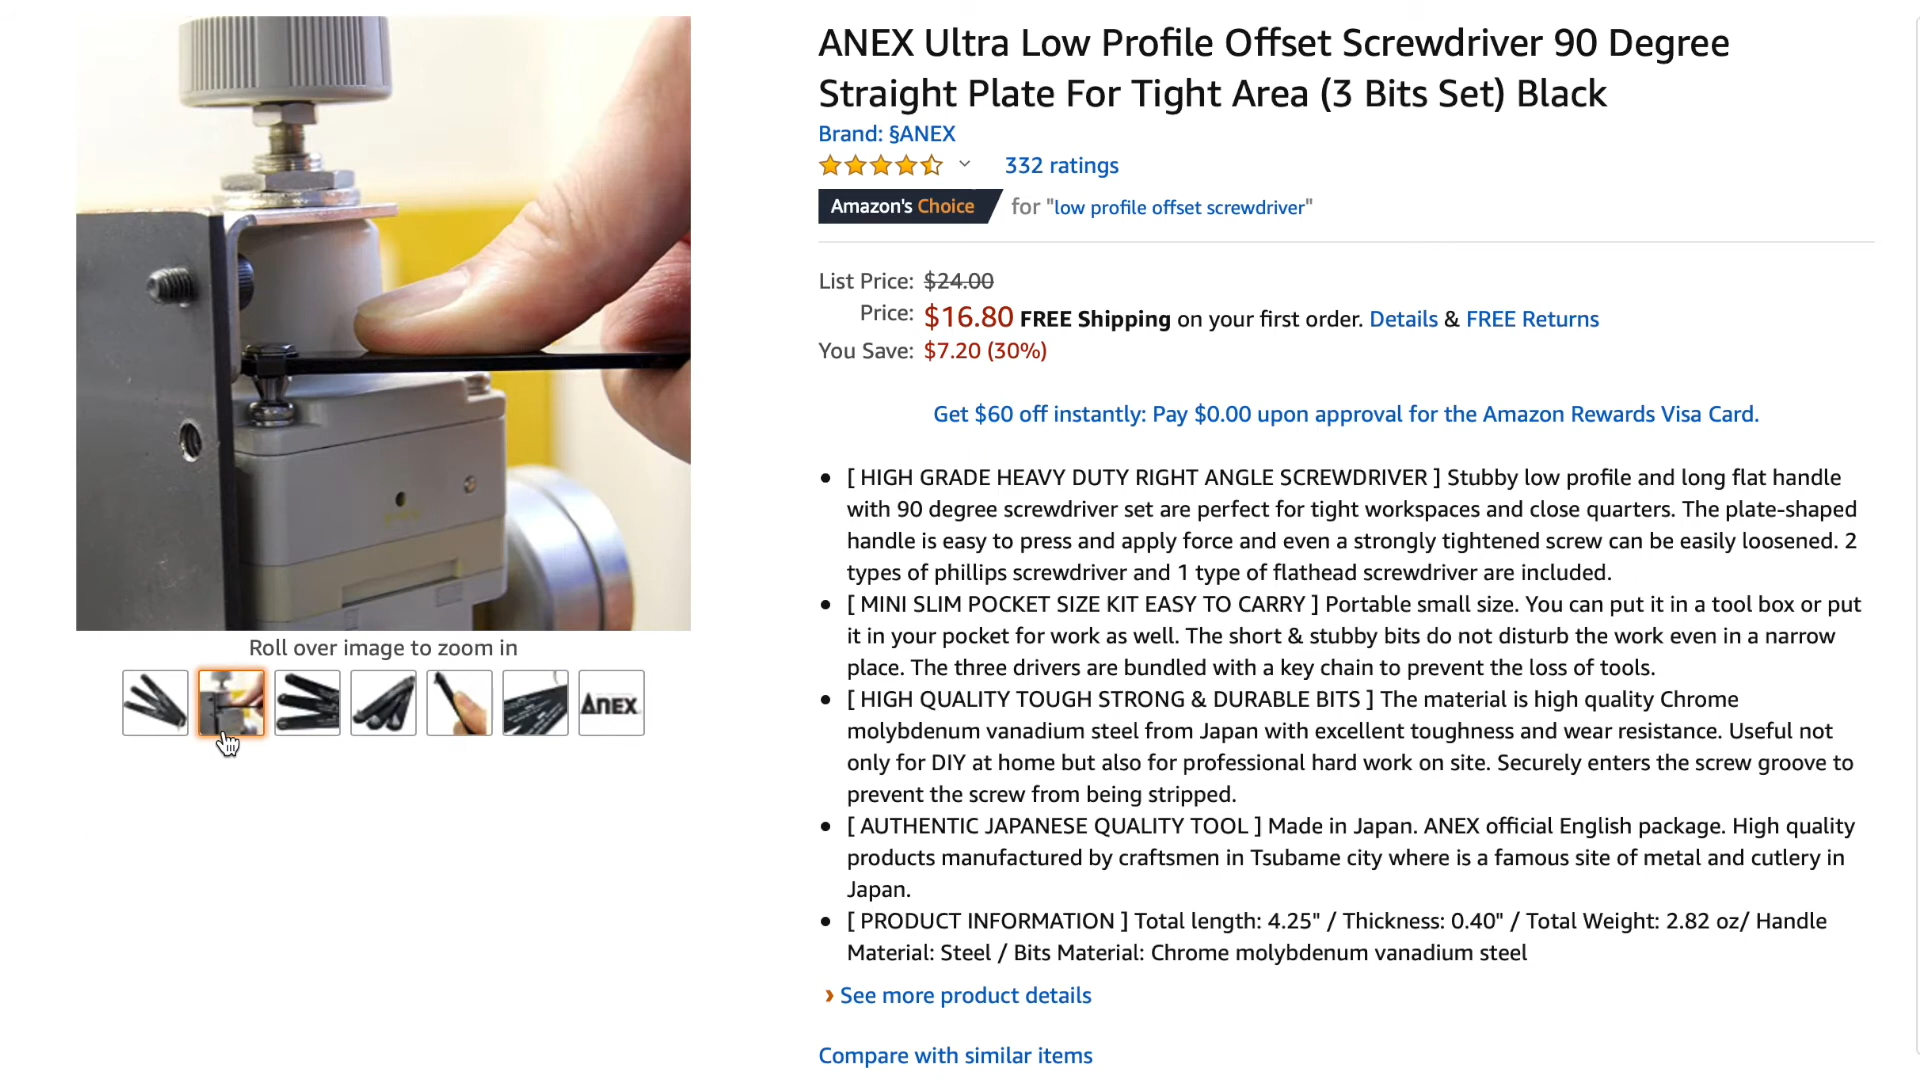 ANEX Ultra Low Profile Offset Screwdriver 90 Degree
Straight Plate For Tight Area (3 Bits Set) Black
Brand: §ANEX
332 ratings
Amazon's Choice for "low profile offset screwdriver"
List Price: $24.00
Price: $16.80 FREE Shipping on your first order. Details & FREE Returns
You Save: $7.20 (30%)
Get $60 off instantly: Pay $0.00 upon approval for the Amazon Rewards Visa Card.
• [ HIGH GRADE HEAVY DUTY RIGHT ANGLE SCREWDRIVER ] Stubby low profile and long flat handle
with 90 degree screwdriver set are perfect for tight workspaces and close quarters. The plate-shaped
handle is easy to press and apply force and even a strongly tightened screw can be easily loosened. 2
types of phillips screwdriver and 1 type of flathead screwdriver are included.
• [ MINI SLIM POCKET SIZE KIT EASY TO CARRY ] Portable small size. You can put it in a tool box or put
it in your pocket for work as well. The short & stubby bits do not disturb the work even in a narrow
place. The three drivers are bundled with a key chain to prevent the loss of tools.
• [ HIGH QUALITY TOUGH STRONG & DURABLE BITS ] The material is high quality Chrome
molybdenum vanadium steel from Japan with excellent toughness and wear resistance. Useful not
only for DIY at home but also for professional hard work on site. Securely enters the screw groove to
prevent the screw from being stripped.
• [ AUTHENTIC JAPANESE QUALITY TOOL ] Made in Japan. ANEX official English package. High quality
products manufactured by craftsmen in Tsubame city where is a famous site of metal and cutlery in
Japan.
• [ PRODUCT INFORMATION ] Total length: 4.25" / Thickness: 0.40" / Total Weight: 2.82 oz/ Handle
Material: Steel / Bits Material: Chrome molybdenum vanadium steel
› See more product details
Compare with similar items
Roll over image to zoom in
ANEX